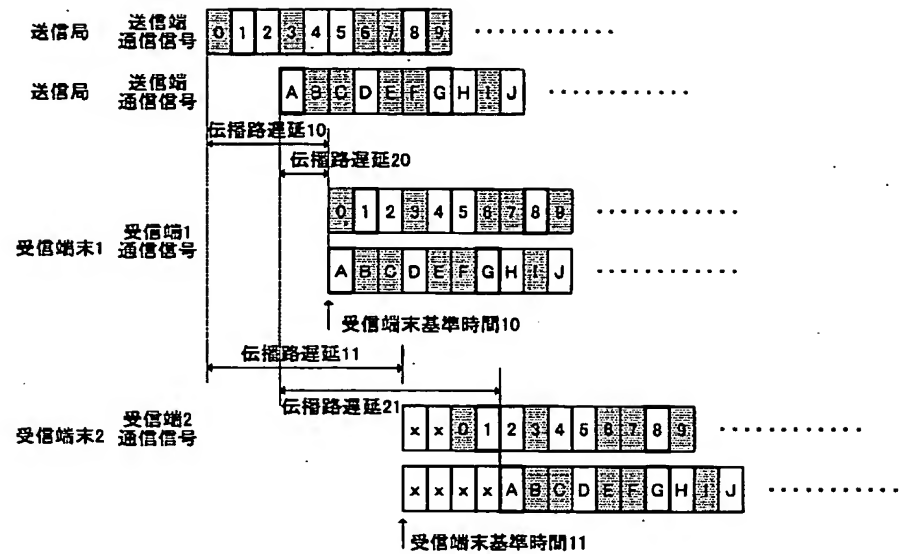 送信局 送信端 通信信号 0 1 2 3 4 5 6 7 8 9 ・・・・・・・・・・・・
送信局 送信端 通信信号 A B C D E F G H I J ・・・・・・・・・・・・
伝播路遅延10
伝播路遅延20
受信端末1 受信端1 通信信号
0 1 2 3 4 5 6 7 8 9 ・・・・・・・・・・・・
A B C D E F G H I J ・・・・・・・・・・・・
受信端末基準時間10
伝播路遅延11
伝播路遅延21
受信端末2 受信端2 通信信号
x x 0 1 2 3 4 5 6 7 8 9 ・・・・・・・・・・・・
x x x x A B C D E F G H I J ・・・・・・・・・・・・
受信端末基準時間11